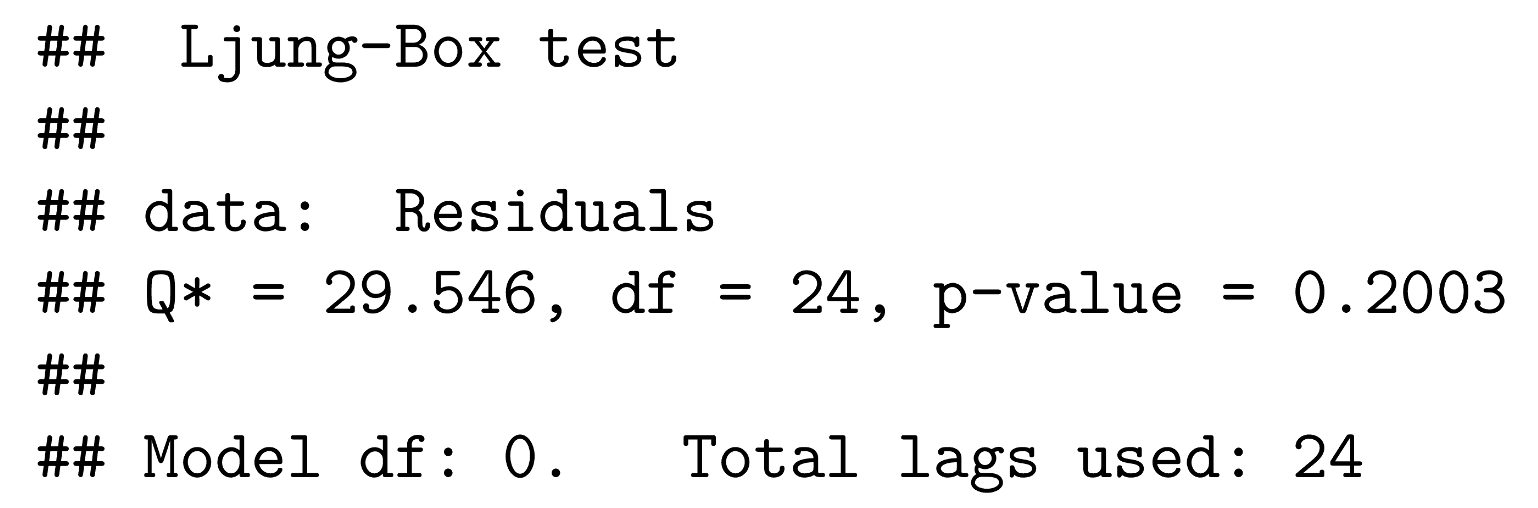 ##  Ljung-Box test
##
## data:  Residuals
## Q* = 29.546, df = 24, p-value = 0.2003
##
## Model df: 0.   Total lags used: 24